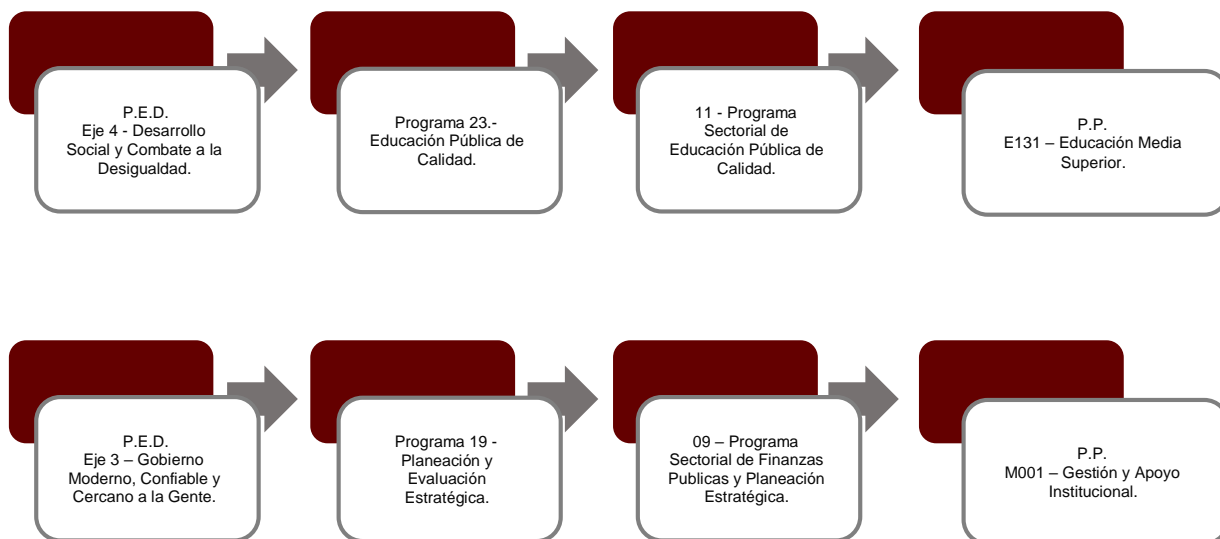 P.E.D.
Eje 4 - Desarrollo
Social y Combate a la
Desigualdad.
Programa 23.-
Educación Pública de
Calidad.
11 - Programa
Sectorial de
Educación Pública de
Calidad.
P.P.
E131 – Educación Media
Superior.
P.E.D.
Eje 3 – Gobierno
Moderno, Confiable y
Cercano a la Gente.
Programa 19 -
Planeación y
Evaluación
Estratégica.
09 – Programa
Sectorial de Finanzas
Publicas y Planeación
Estratégica.
P.P.
M001 – Gestión y Apoyo
Institucional.